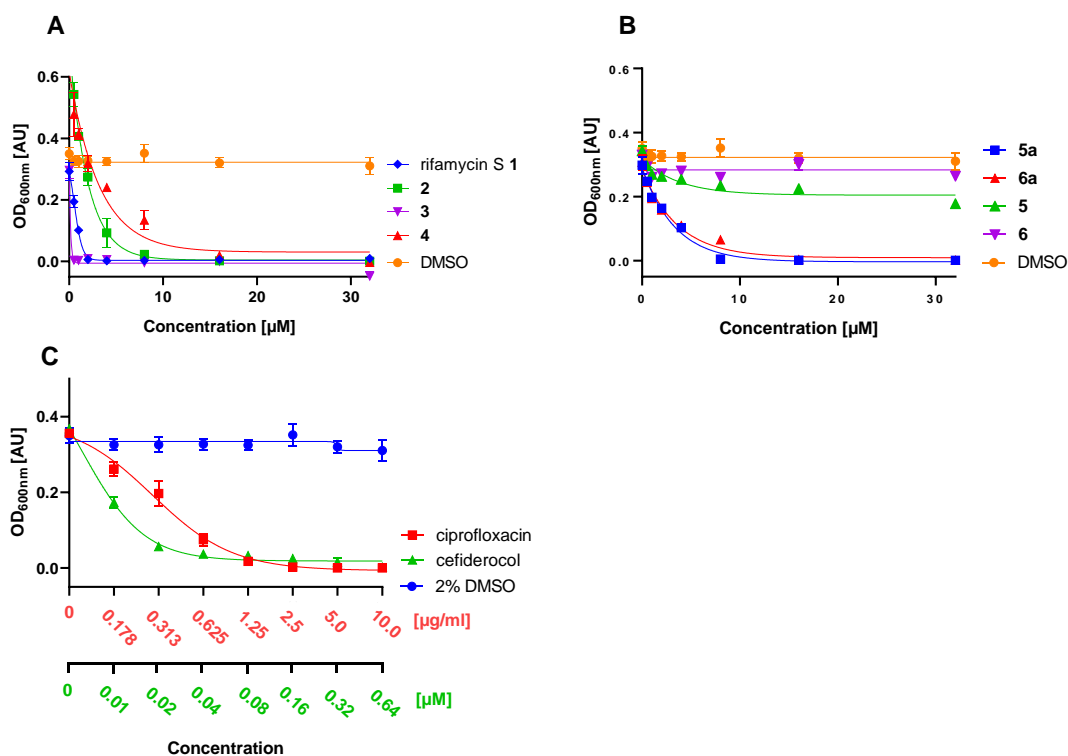 A
OD600nm [AU]
0.6
0.4
0.2
0.0
0
10
20
30
Concentration [µM]
rifamycin S 1
2
3
4
DMSO
B
OD600nm [AU]
0.6
0.4
0.2
0.0
0
10
20
30
Concentration [µM]
5a
6a
5
6
DMSO
C
OD600nm [AU]
0.4
0.2
0.0
ciprofloxacin
cefiderocol
2% DMSO
0 0.178 0.313 0.625 1.25 2.5 5.0 10.0 [µg/ml]
0 0.01 0.02 0.04 0.08 0.16 0.32 0.64 [µM]
Concentration